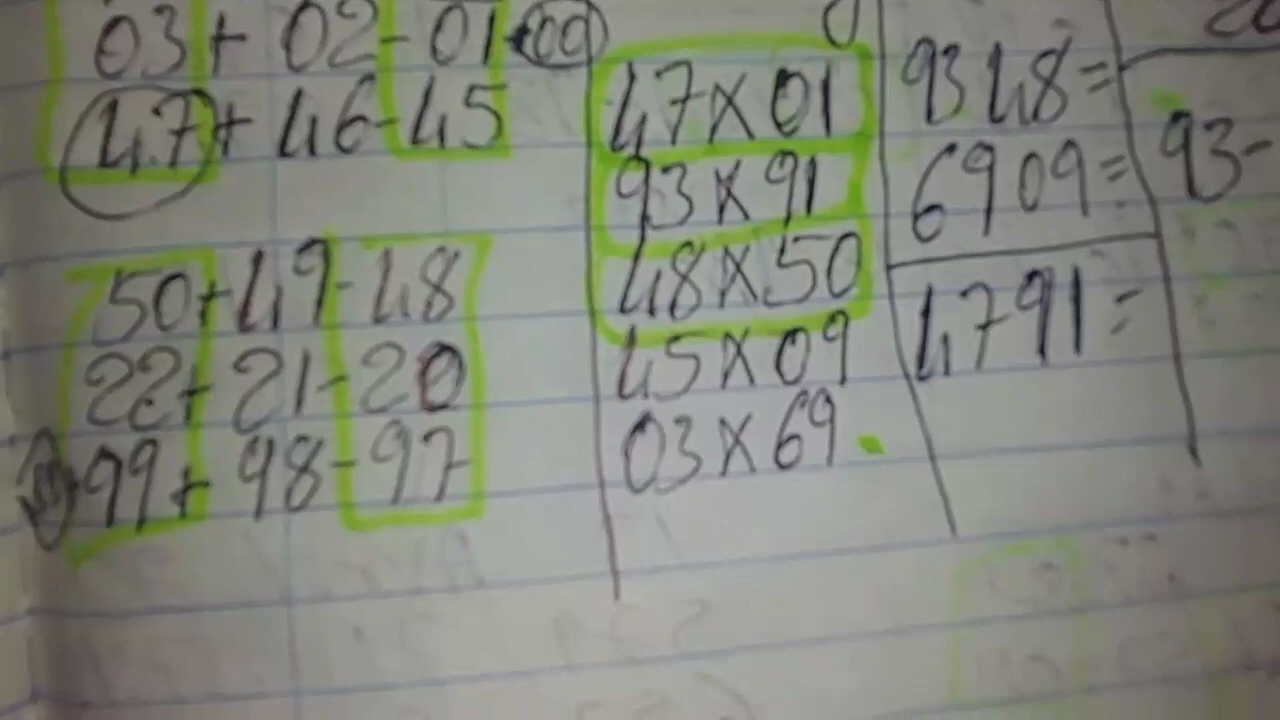 03+ 02-01 00
47+ 46-45
50+49-48
22+21-20
99+ 98-97
47X01
93X91
48X50
45X09
03X69
9348=
6909=
4791=
93-